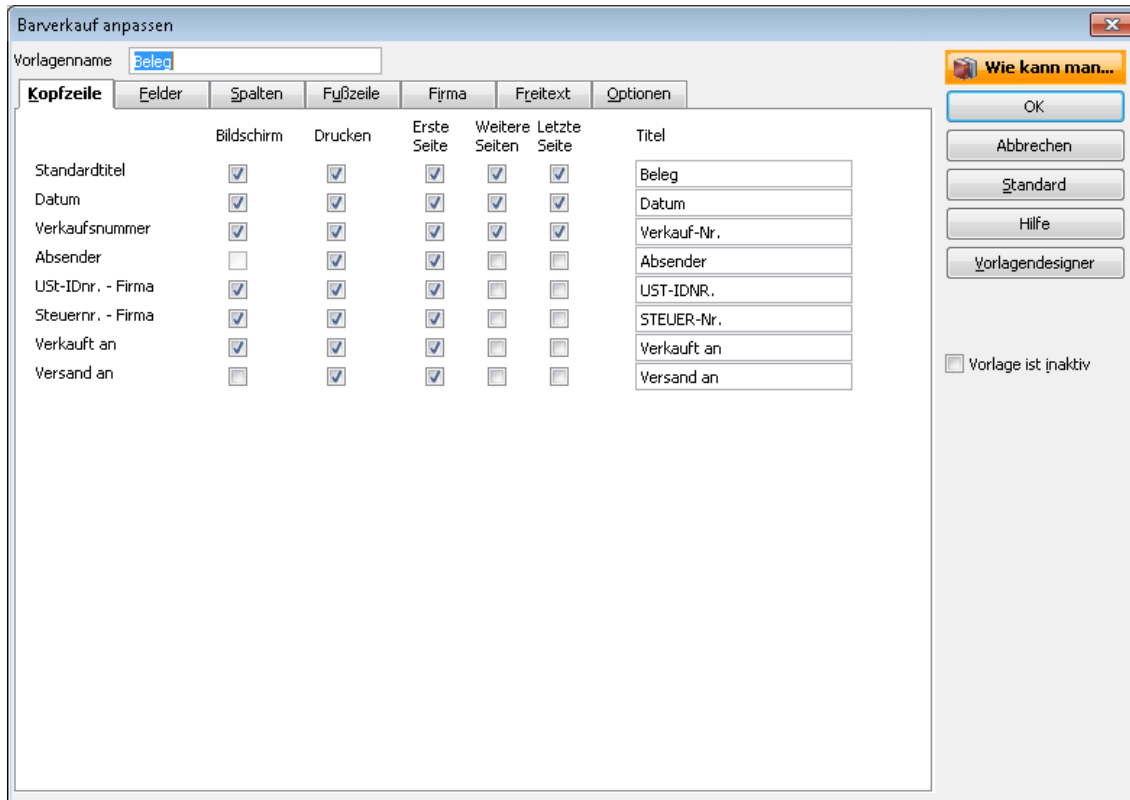 Barverkauf anpassen
Vorlagenname Beleg
Wie kann man...
Kopfzeile Felder Spalten Fußzeile Firma Freitext Optionen
OK
Abbrechen
Standard
Hilfe
Vorlagendesigner
Vorlage ist inaktiv
Bildschirm Drucken Erste Seite Weitere Seiten Letzte Seite Titel
Standardtitel Beleg
Datum Datum
Verkaufsnummer Verkauf-Nr.
Absender Absender
USt-IDnr. - Firma UST-IDNR.
Steuernr. - Firma STEUER-Nr.
Verkauft an Verkauft an
Versand an Versand an